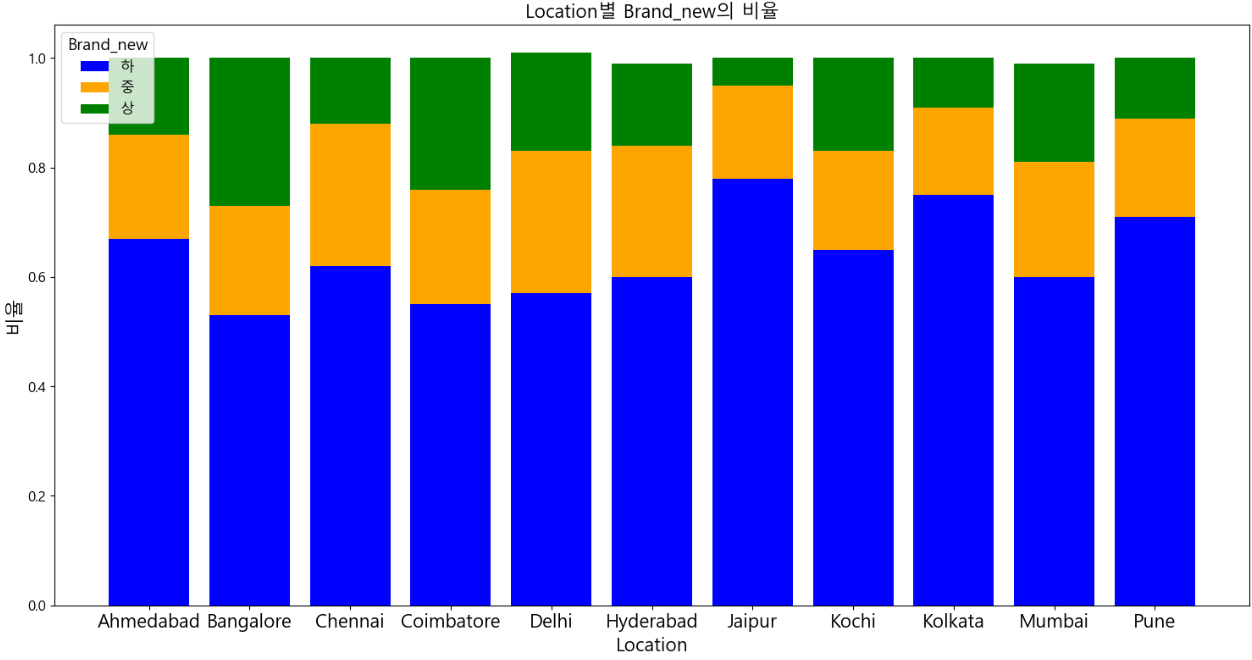 Location별 Brand_new의 비율
Brand_new
하
중
상
비율
1.0
0.8
0.6
0.4
0.2
0.0
Ahmedabad Bangalore Chennai Coimbatore Delhi Hyderabad Jaipur Kochi Kolkata Mumbai Pune
Location